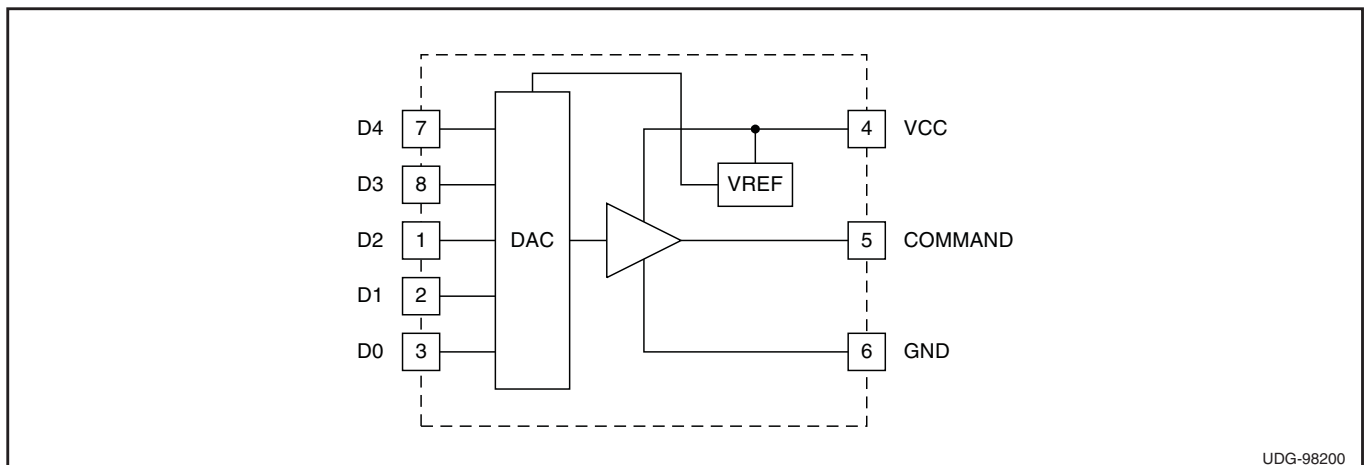 D4 7 4 VCC
VREF
D3 8
D2 1 DAC 5 COMMAND
D1 2
D0 3 6 GND
UDG-98200